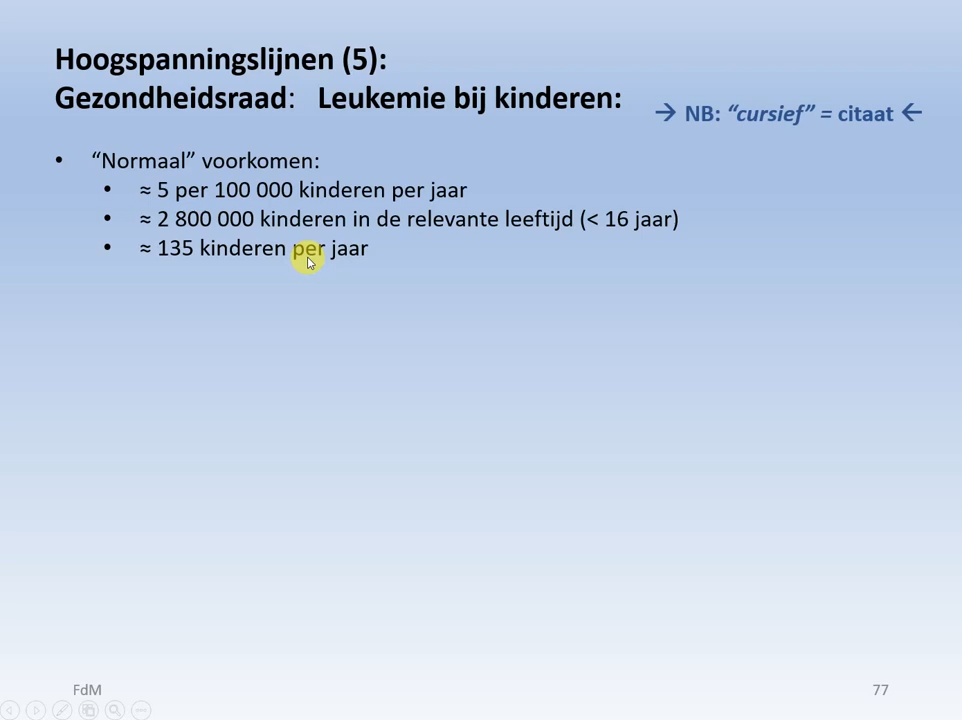 Hoogspanningslijnen (5):
Gezondheidsraad: Leukemie bij kinderen:
→ NB: “cursief” = citaat ←
• “Normaal” voorkomen:
• ≈ 5 per 100 000 kinderen per jaar
• ≈ 2 800 000 kinderen in de relevante leeftijd (< 16 jaar)
• ≈ 135 kinderen per jaar
FdM
77